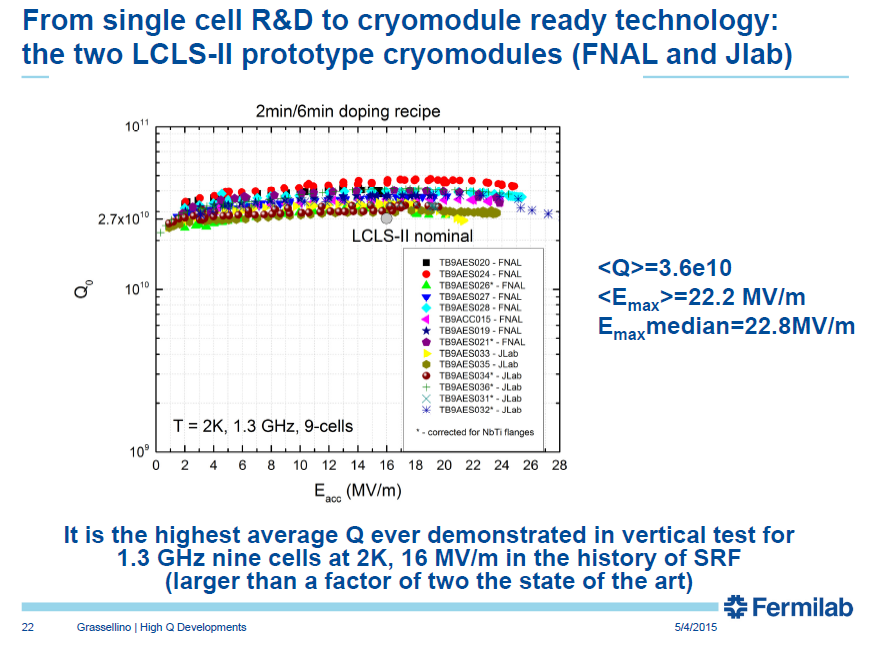 From single cell R&D to cryomodule ready technology:
the two LCLS-II prototype cryomodules (FNAL and Jlab)
2min/6min doping recipe
10^11
2.7x10^10
LCLS-II nominal
10^10
Q_0
10^9
TB9AES020 - FNAL
TB9AES024 - FNAL
TB9AES026* - FNAL
TB9AES027 - FNAL
TB9AES028 - FNAL
TB9ACC015 - FNAL
TB9AES019 - FNAL
TB9AES021* - FNAL
TB9AES033 - JLab
TB9AES035 - JLab
TB9AES034* - JLab
TB9AES036* - JLab
TB9AES031* - JLab
TB9AES032* - JLab
* - corrected for NbTi flanges
T = 2K, 1.3 GHz, 9-cells
0 2 4 6 8 10 12 14 16 18 20 22 24 26 28
E_acc (MV/m)
<Q>=3.6e10
<E_max>=22.2 MV/m
E_max median=22.8MV/m
It is the highest average Q ever demonstrated in vertical test for
1.3 GHz nine cells at 2K, 16 MV/m in the history of SRF
(larger than a factor of two the state of the art)
Fermilab
22 Grassellino | High Q Developments 5/4/2015